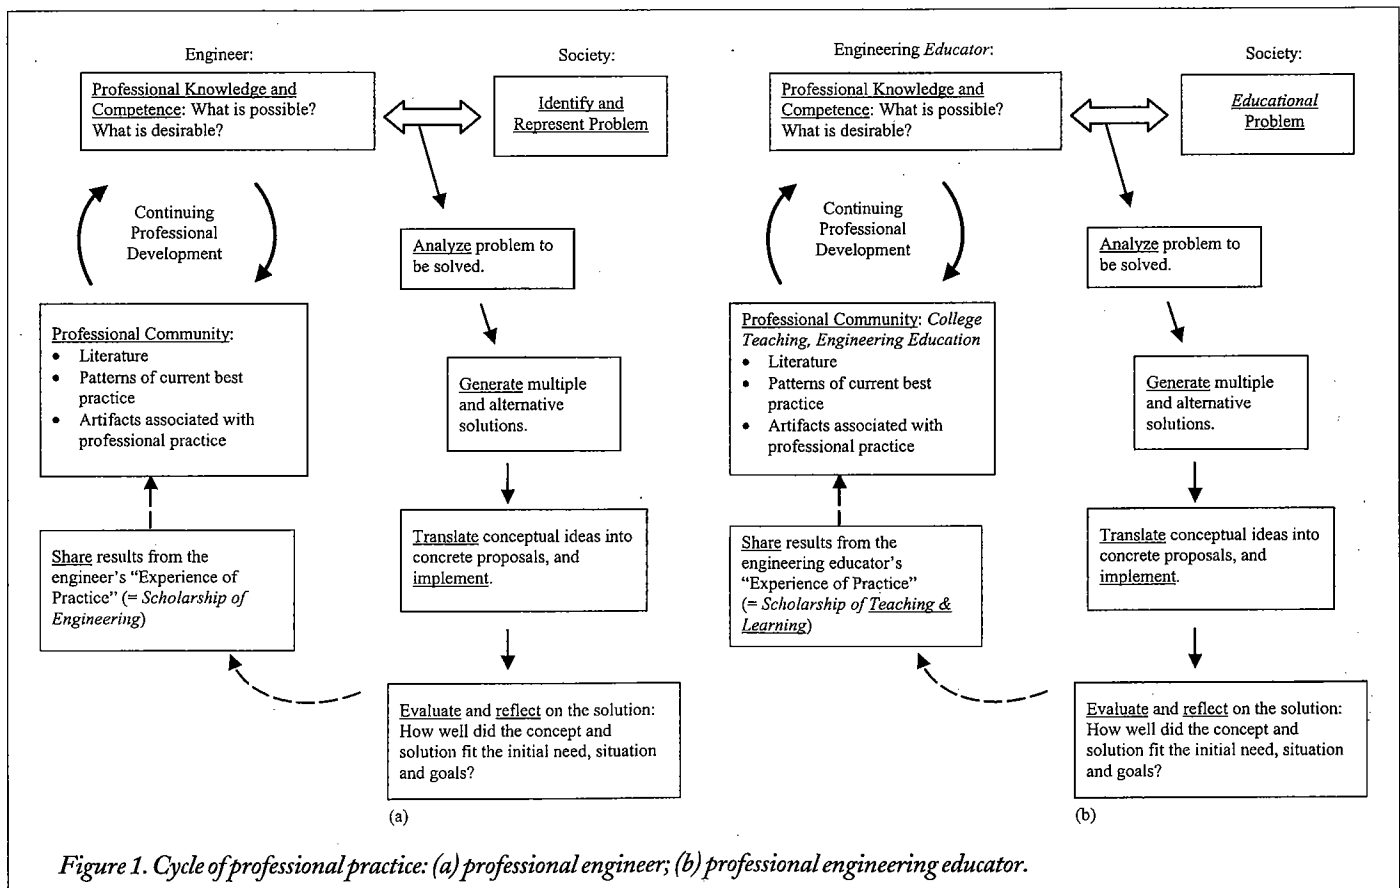 Engineer:
Society:
Professional Knowledge and
Competence: What is possible?
What is desirable?
Identify and
Represent Problem
Continuing
Professional
Development
Analyze problem to
be solved.
Professional Community:
• Literature
• Patterns of current best
practice
• Artifacts associated with
professional practice
Generate multiple
and alternative
solutions.
Share results from the
engineer's “Experience of
Practice” (= Scholarship of
Engineering)
Translate conceptual ideas into
concrete proposals, and
implement.
Evaluate and reflect on the solution:
How well did the concept and
solution fit the initial need, situation
and goals?
(a)
Engineering Educator:
Society:
Professional Knowledge and
Competence: What is possible?
What is desirable?
Educational
Problem
Continuing
Professional
Development
Analyze problem to
be solved.
Professional Community: College
Teaching, Engineering Education
• Literature
• Patterns of current best
practice
• Artifacts associated with
professional practice
Generate multiple
and alternative
solutions.
Share results from the
engineering educator's
“Experience of Practice”
(= Scholarship of Teaching &
Learning)
Translate conceptual ideas into
concrete proposals, and
implement.
Evaluate and reflect on the solution:
How well did the concept and
solution fit the initial need, situation
and goals?
(b)
Figure 1. Cycle of professional practice: (a) professional engineer; (b) professional engineering educator.